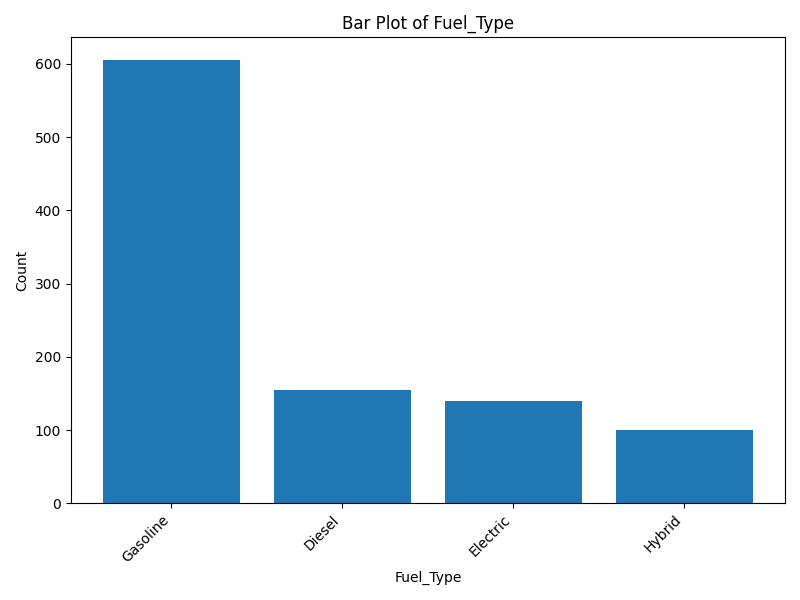 Bar Plot of Fuel_Type
600
500
400
300
200
100
0
Count
Gasoline
Diesel
Electric
Hybrid
Fuel_Type